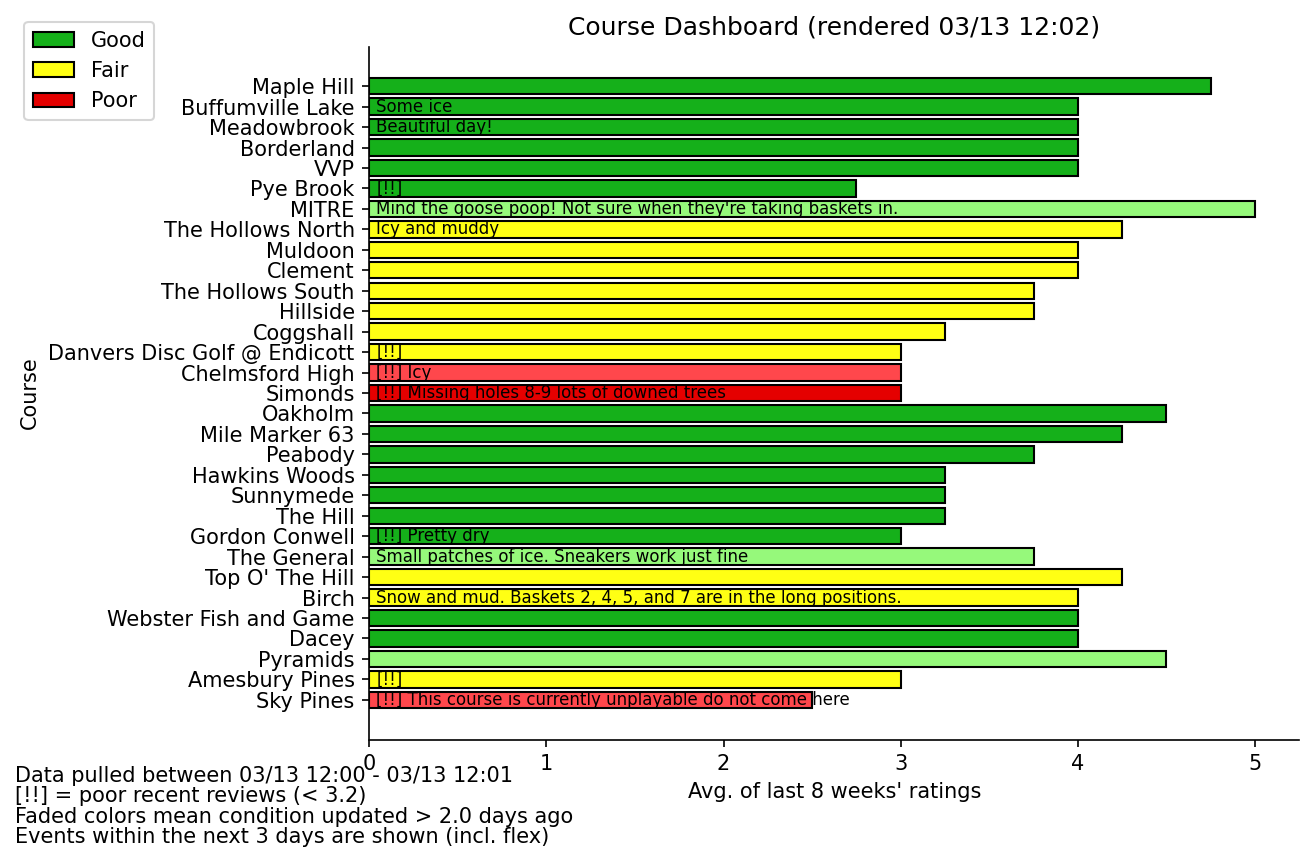 Course Dashboard (rendered 03/13 12:02)
Good
Fair
Poor
Course
Maple Hill
Buffumville Lake Some ice
Meadowbrook Beautiful day!
Borderland
VVP
Pye Brook [!!]
MITRE Mind the goose poop! Not sure when they're taking baskets in.
The Hollows North Icy and muddy
Muldoon
Clement
The Hollows South
Hillside
Coggshall
Danvers Disc Golf @ Endicott [!!]
Chelmsford High [!!] Icy
Simonds [!!] Missing holes 8-9 lots of downed trees
Oakholm
Mile Marker 63
Peabody
Hawkins Woods
Sunnymede
The Hill
Gordon Conwell [!!] Pretty dry
The General Small patches of ice. Sneakers work just fine
Top O' The Hill
Birch Snow and mud. Baskets 2, 4, 5, and 7 are in the long positions.
Webster Fish and Game
Dacey
Pyramids
Amesbury Pines [!!]
Sky Pines [!!] This course is currently unplayable do not come here
0 1 2 3 4 5
Avg. of last 8 weeks' ratings
Data pulled between 03/13 12:00 - 03/13 12:01
[!!] = poor recent reviews (< 3.2)
Faded colors mean condition updated > 2.0 days ago
Events within the next 3 days are shown (incl. flex)